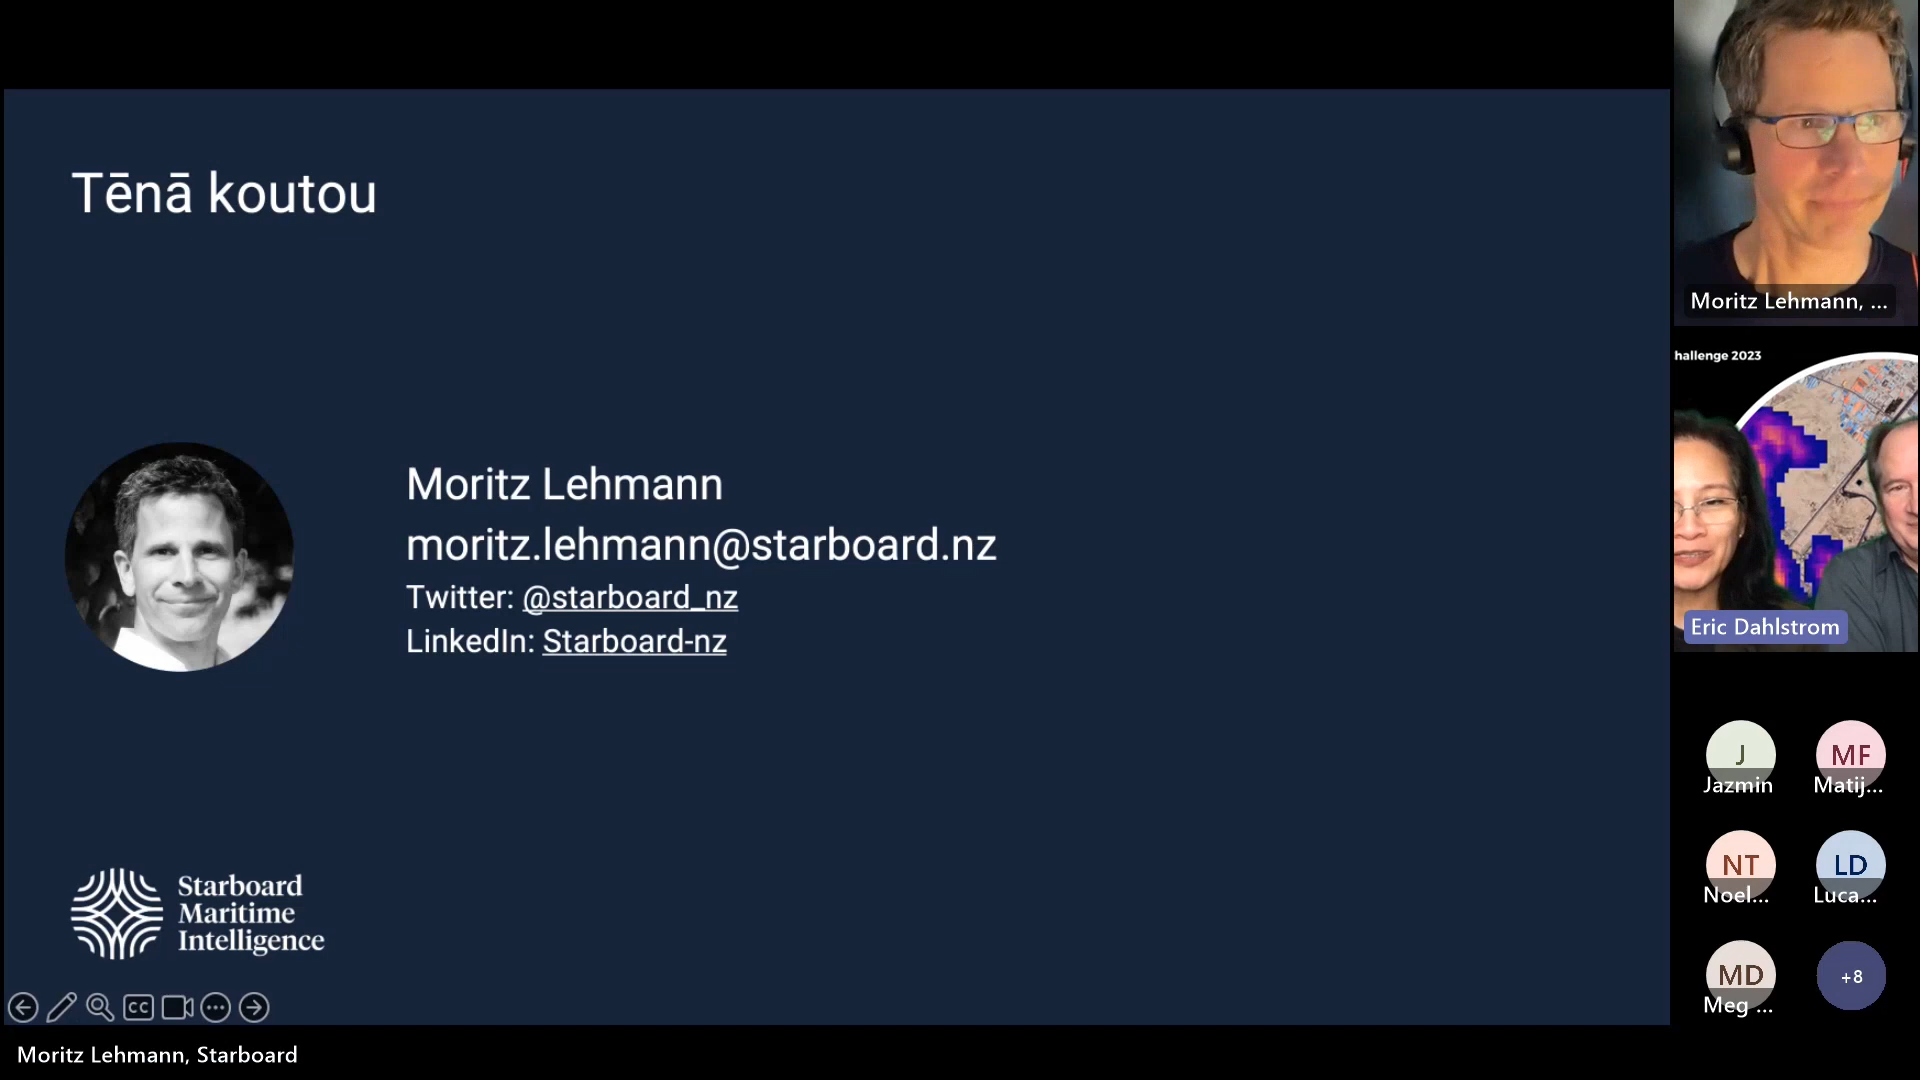 Tēnā koutou
Moritz Lehmann
moritz.lehmann@starboard.nz
Twitter: @starboard_nz
LinkedIn: Starboard-nz
Starboard
Maritime
Intelligence
CC
Moritz Lehmann, Starboard
Moritz Lehmann, ...
hallenge 2023
Eric Dahlstrom
J
Jazmin
MF
Matij...
NT
Noel...
LD
Luca...
MD
Meg ...
+8